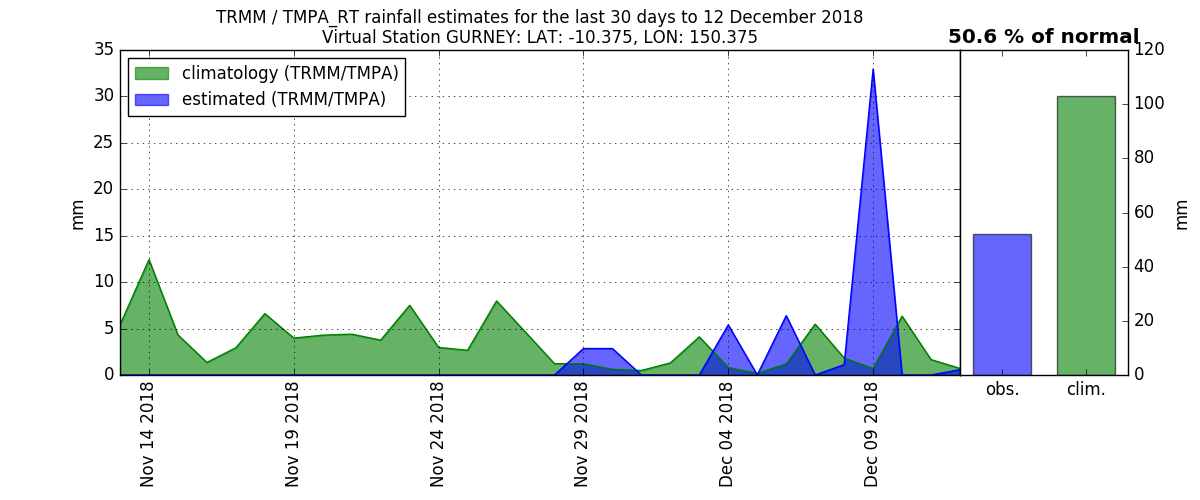 TRMM / TMPA_RT rainfall estimates for the last 30 days to 12 December 2018
Virtual Station GURNEY: LAT: -10.375, LON: 150.375
50.6 % of normal
climatology (TRMM/TMPA)
estimated (TRMM/TMPA)
mm
35
30
25
20
15
10
5
0
Nov 14 2018
Nov 19 2018
Nov 24 2018
Nov 29 2018
Dec 04 2018
Dec 09 2018
obs.
clim.
120
100
80
60
40
20
0
mm